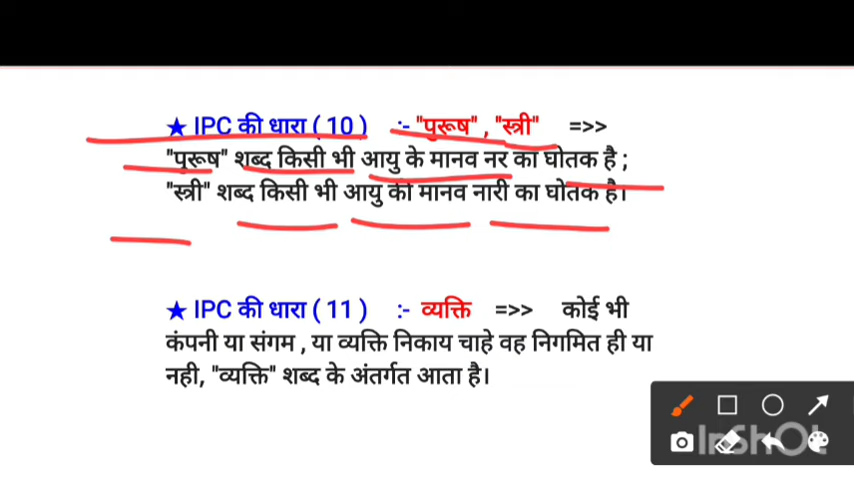 ★ IPC की धारा ( 10 ) :- "पुरूष" , "स्त्री" =>>
"पुरूष" शब्द किसी भी आयु के मानव नर का घोतक है ;
"स्त्री" शब्द किसी भी आयु की मानव नारी का घोतक है।
★ IPC की धारा ( 11 ) :- व्यक्ति =>> कोई भी
कंपनी या संगम , या व्यक्ति निकाय चाहे वह निगमित ही या
नही, "व्यक्ति" शब्द के अंतर्गत आता है।
InShOt